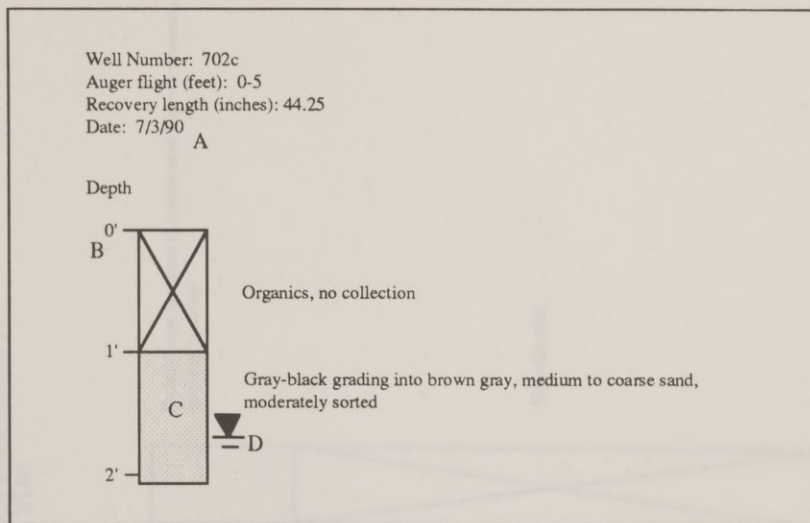 Well Number: 702c
Auger flight (feet): 0-5
Recovery length (inches): 44.25
Date: 7/3/90
A
Depth
0'
B
Organics, no collection
1'
Gray-black grading into brown gray, medium to coarse sand,
moderately sorted
C
D
2'